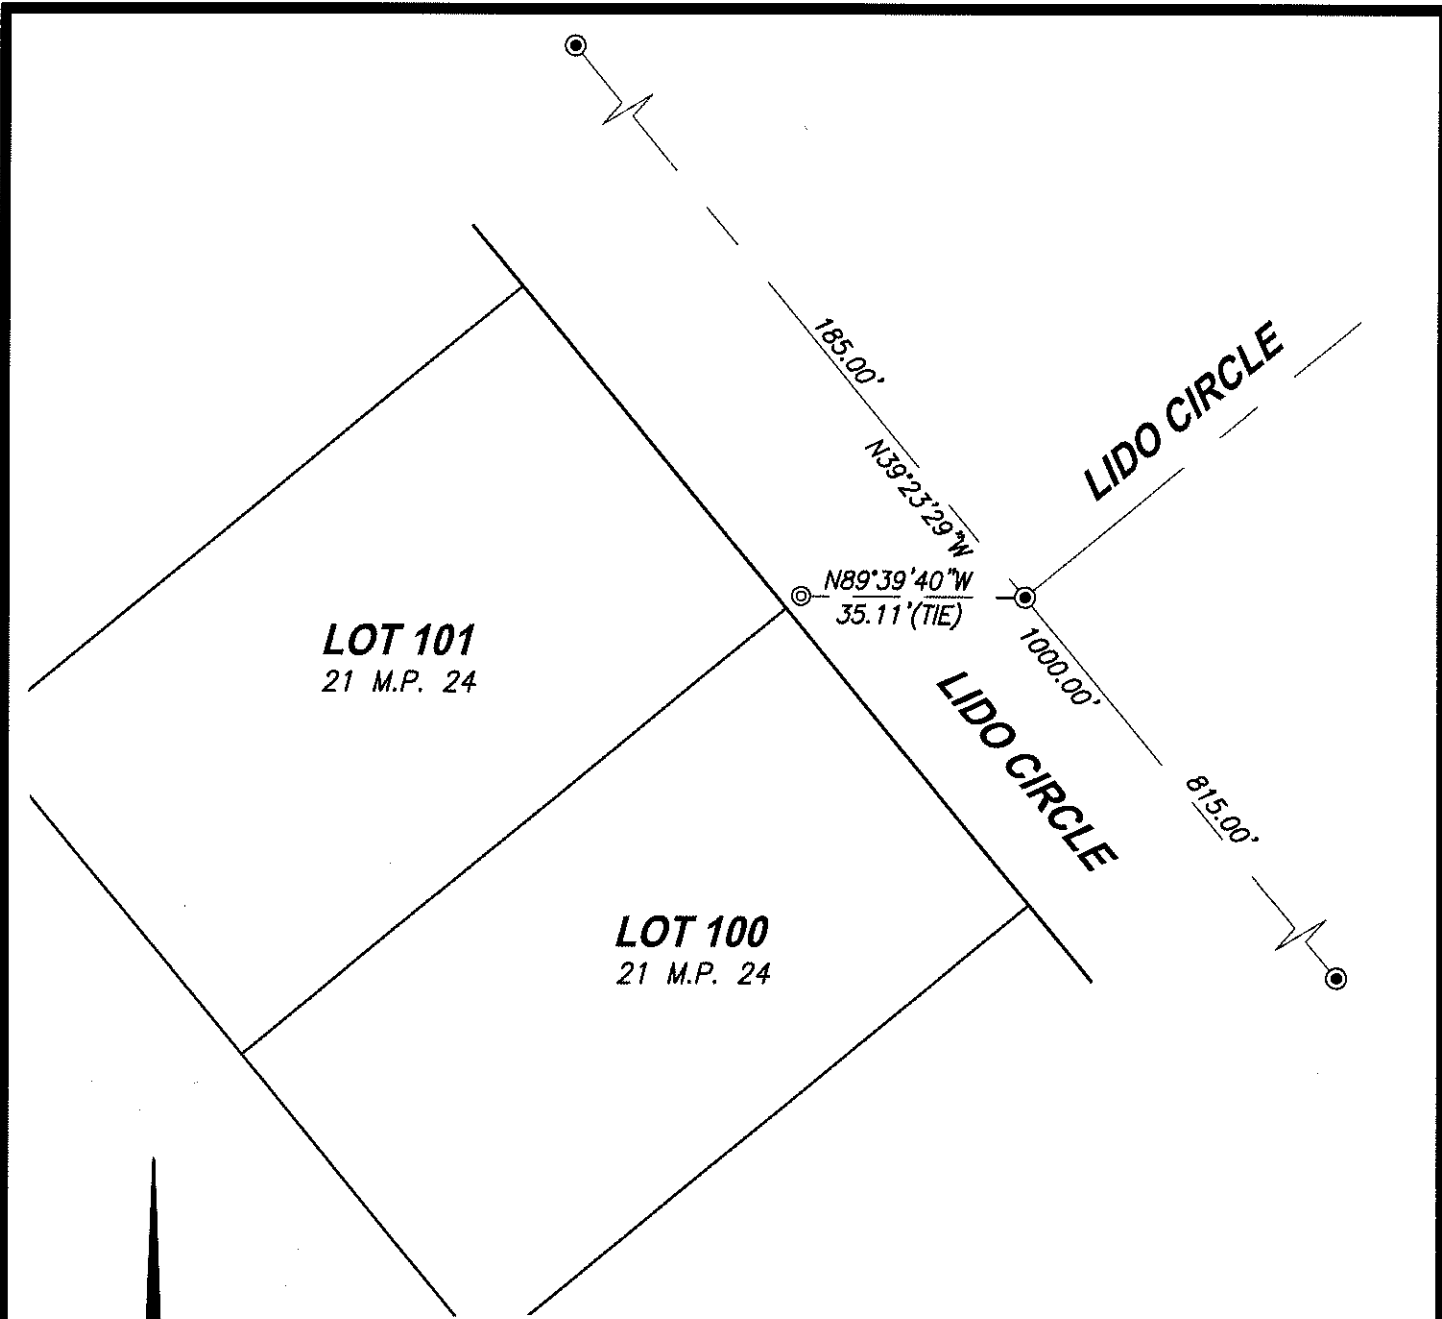 185.00'
LIDO CIRCLE
N39°23'29"W
N89°39'40"W
35.11'(TIE)
LOT 101
21 M.P. 24
1000.00'
LIDO CIRCLE
815.00'
LOT 100
21 M.P. 24